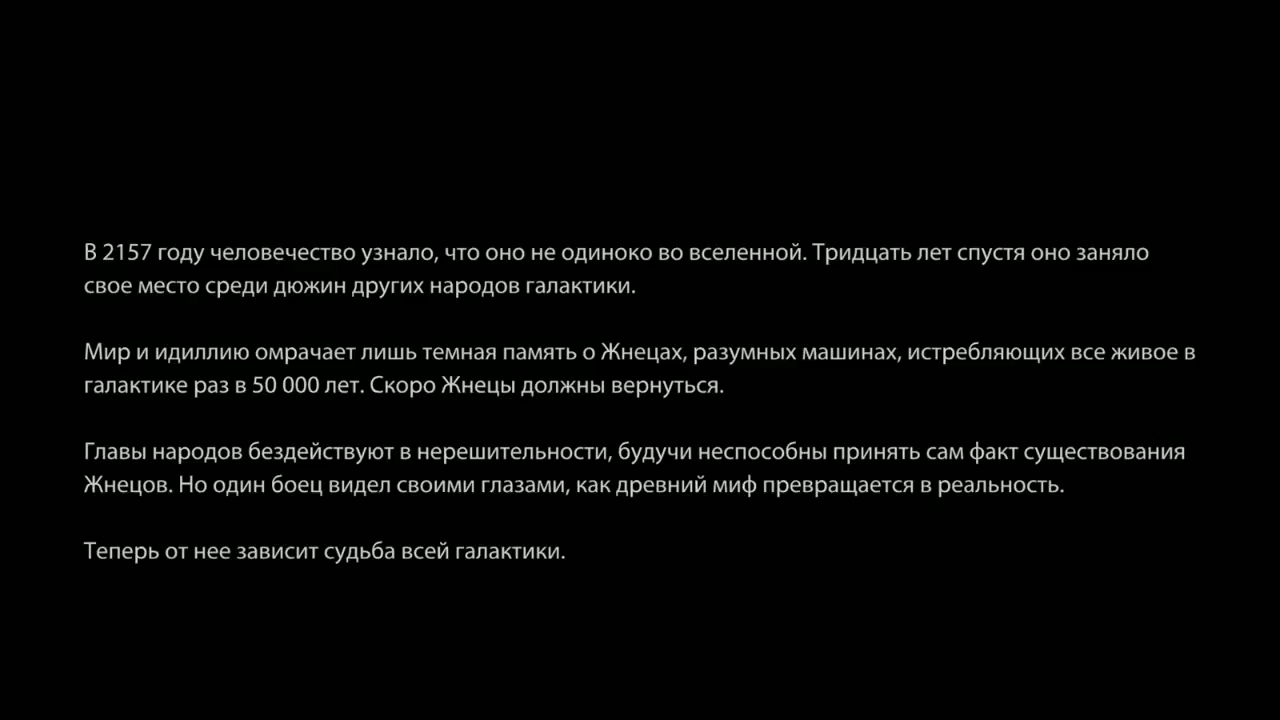 В 2157 году человечество узнало, что оно не одиноко во вселенной. Тридцать лет спустя оно заняло
свое место среди дюжин других народов галактики.
Мир и идиллию омрачает лишь темная память о Жнецах, разумных машинах, истребляющих все живое в
галактике раз в 50 000 лет. Скоро Жнецы должны вернуться.
Главы народов бездействуют в нерешительности, будучи неспособны принять сам факт существования
Жнецов. Но один боец видел своими глазами, как древний миф превращается в реальность.
Теперь от нее зависит судьба всей галактики.